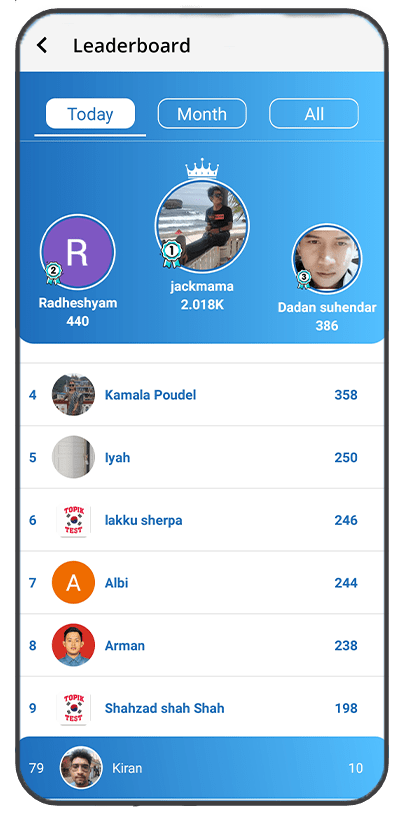 Leaderboard
Today
Month
All
1
2
R
3
jackmama
2.018K
Radheshyam
440
Dadan suhendar
386
4 Kamala Poudel 358
5 Iyah 250
6 TOPIK TEST lakku sherpa 246
7 A Albi 244
8 Arman 238
9 TOPIK TEST Shahzad shah Shah 198
79 Kiran 10